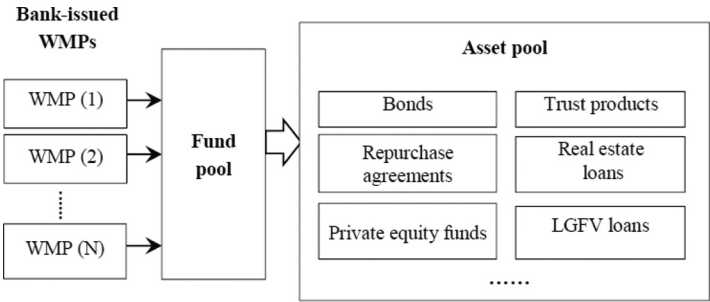 Bank-issued
WMPs
WMP (1)
WMP (2)
......
WMP (N)
Fund
pool
Asset pool
Bonds
Trust products
Repurchase
agreements
Real estate
loans
Private equity funds
LGFV loans
......